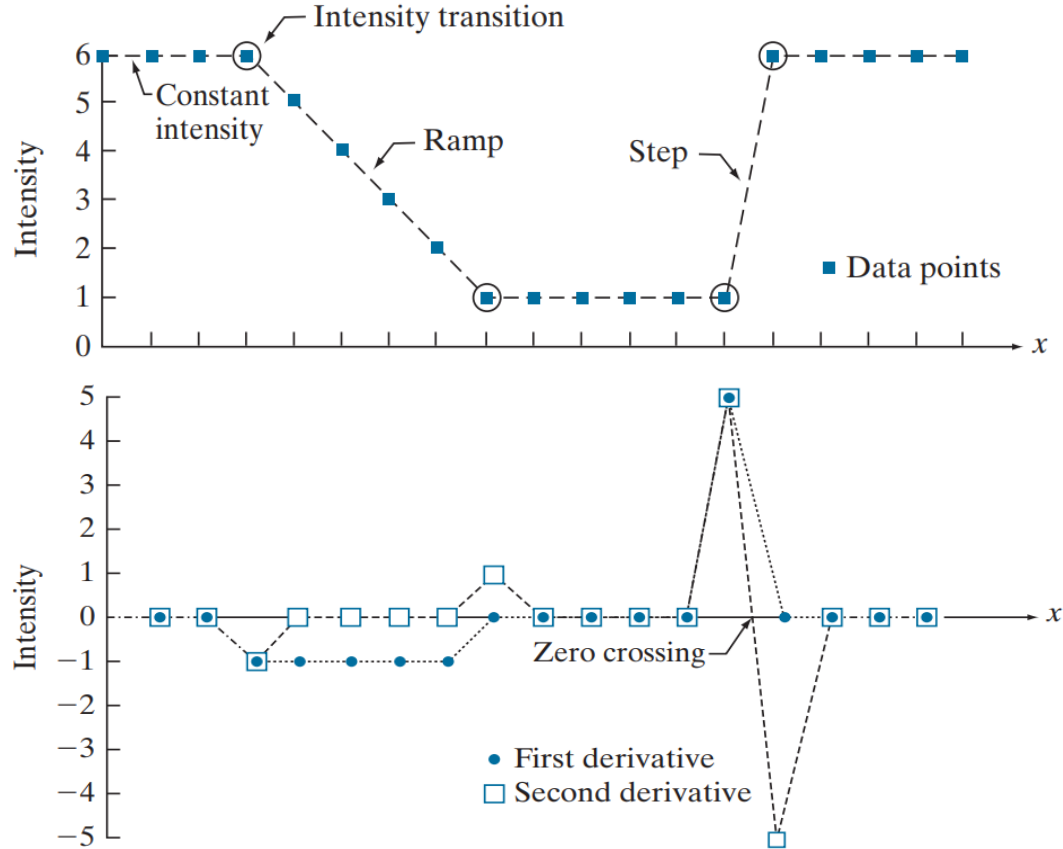 Intensity transition
6
Constant
intensity
5
4
Ramp
Step
3
2
Data points
1
0
x
Intensity
5
4
3
2
1
0
x
Zero crossing
−1
−2
−3
First derivative
−4
Second derivative
−5
Intensity